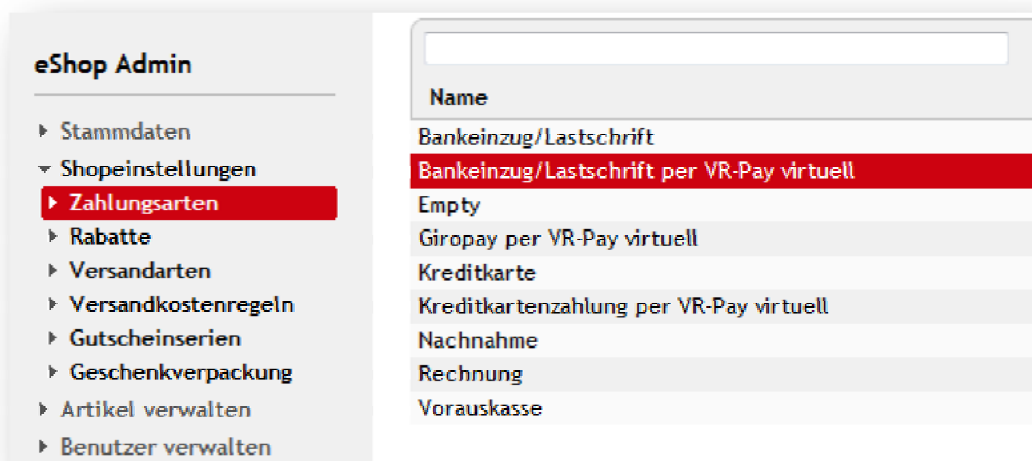 eShop Admin
Stammdaten
Shopeinstellungen
Zahlungsarten
Rabatte
Versandarten
Versandkostenregeln
Gutscheinserien
Geschenkverpackung
Artikel verwalten
Benutzer verwalten
Name
Bankeinzug/Lastschrift
Bankeinzug/Lastschrift per VR-Pay virtuell
Empty
Giropay per VR-Pay virtuell
Kreditkarte
Kreditkartenzahlung per VR-Pay virtuell
Nachnahme
Rechnung
Vorauskasse